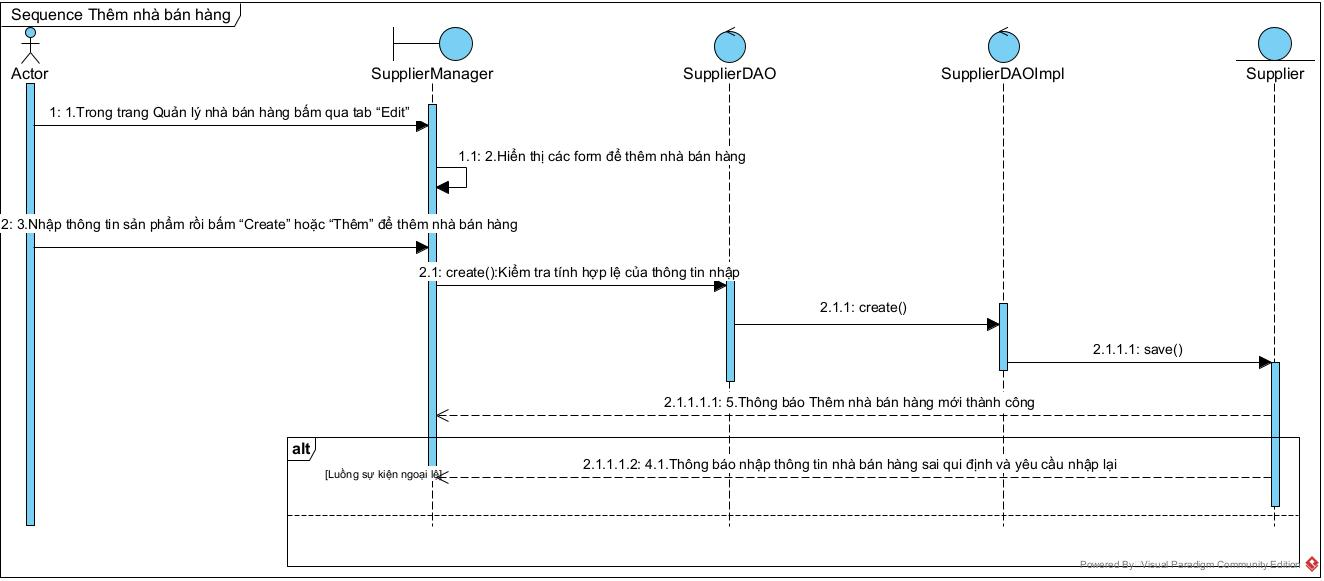 Sequence Thêm nhà bán hàng
Actor
SupplierManager
SupplierDAO
SupplierDAOImpl
Supplier
1: 1.Trong trang Quản lý nhà bán hàng bấm qua tab “Edit”
1.1: 2.Hiển thị các form để thêm nhà bán hàng
2: 3.Nhập thông tin sản phẩm rồi bấm “Create” hoặc “Thêm” để thêm nhà bán hàng
2.1: create():Kiểm tra tính hợp lệ của thông tin nhập
2.1.1: create()
2.1.1.1: save()
2.1.1.1.1: 5.Thông báo Thêm nhà bán hàng mới thành công
alt
2.1.1.1.2: 4.1.Thông báo nhập thông tin nhà bán hàng sai qui định và yêu cầu nhập lại
[Luồng sự kiện ngoại lệ]
Powered By: Visual Paradigm Community Edition